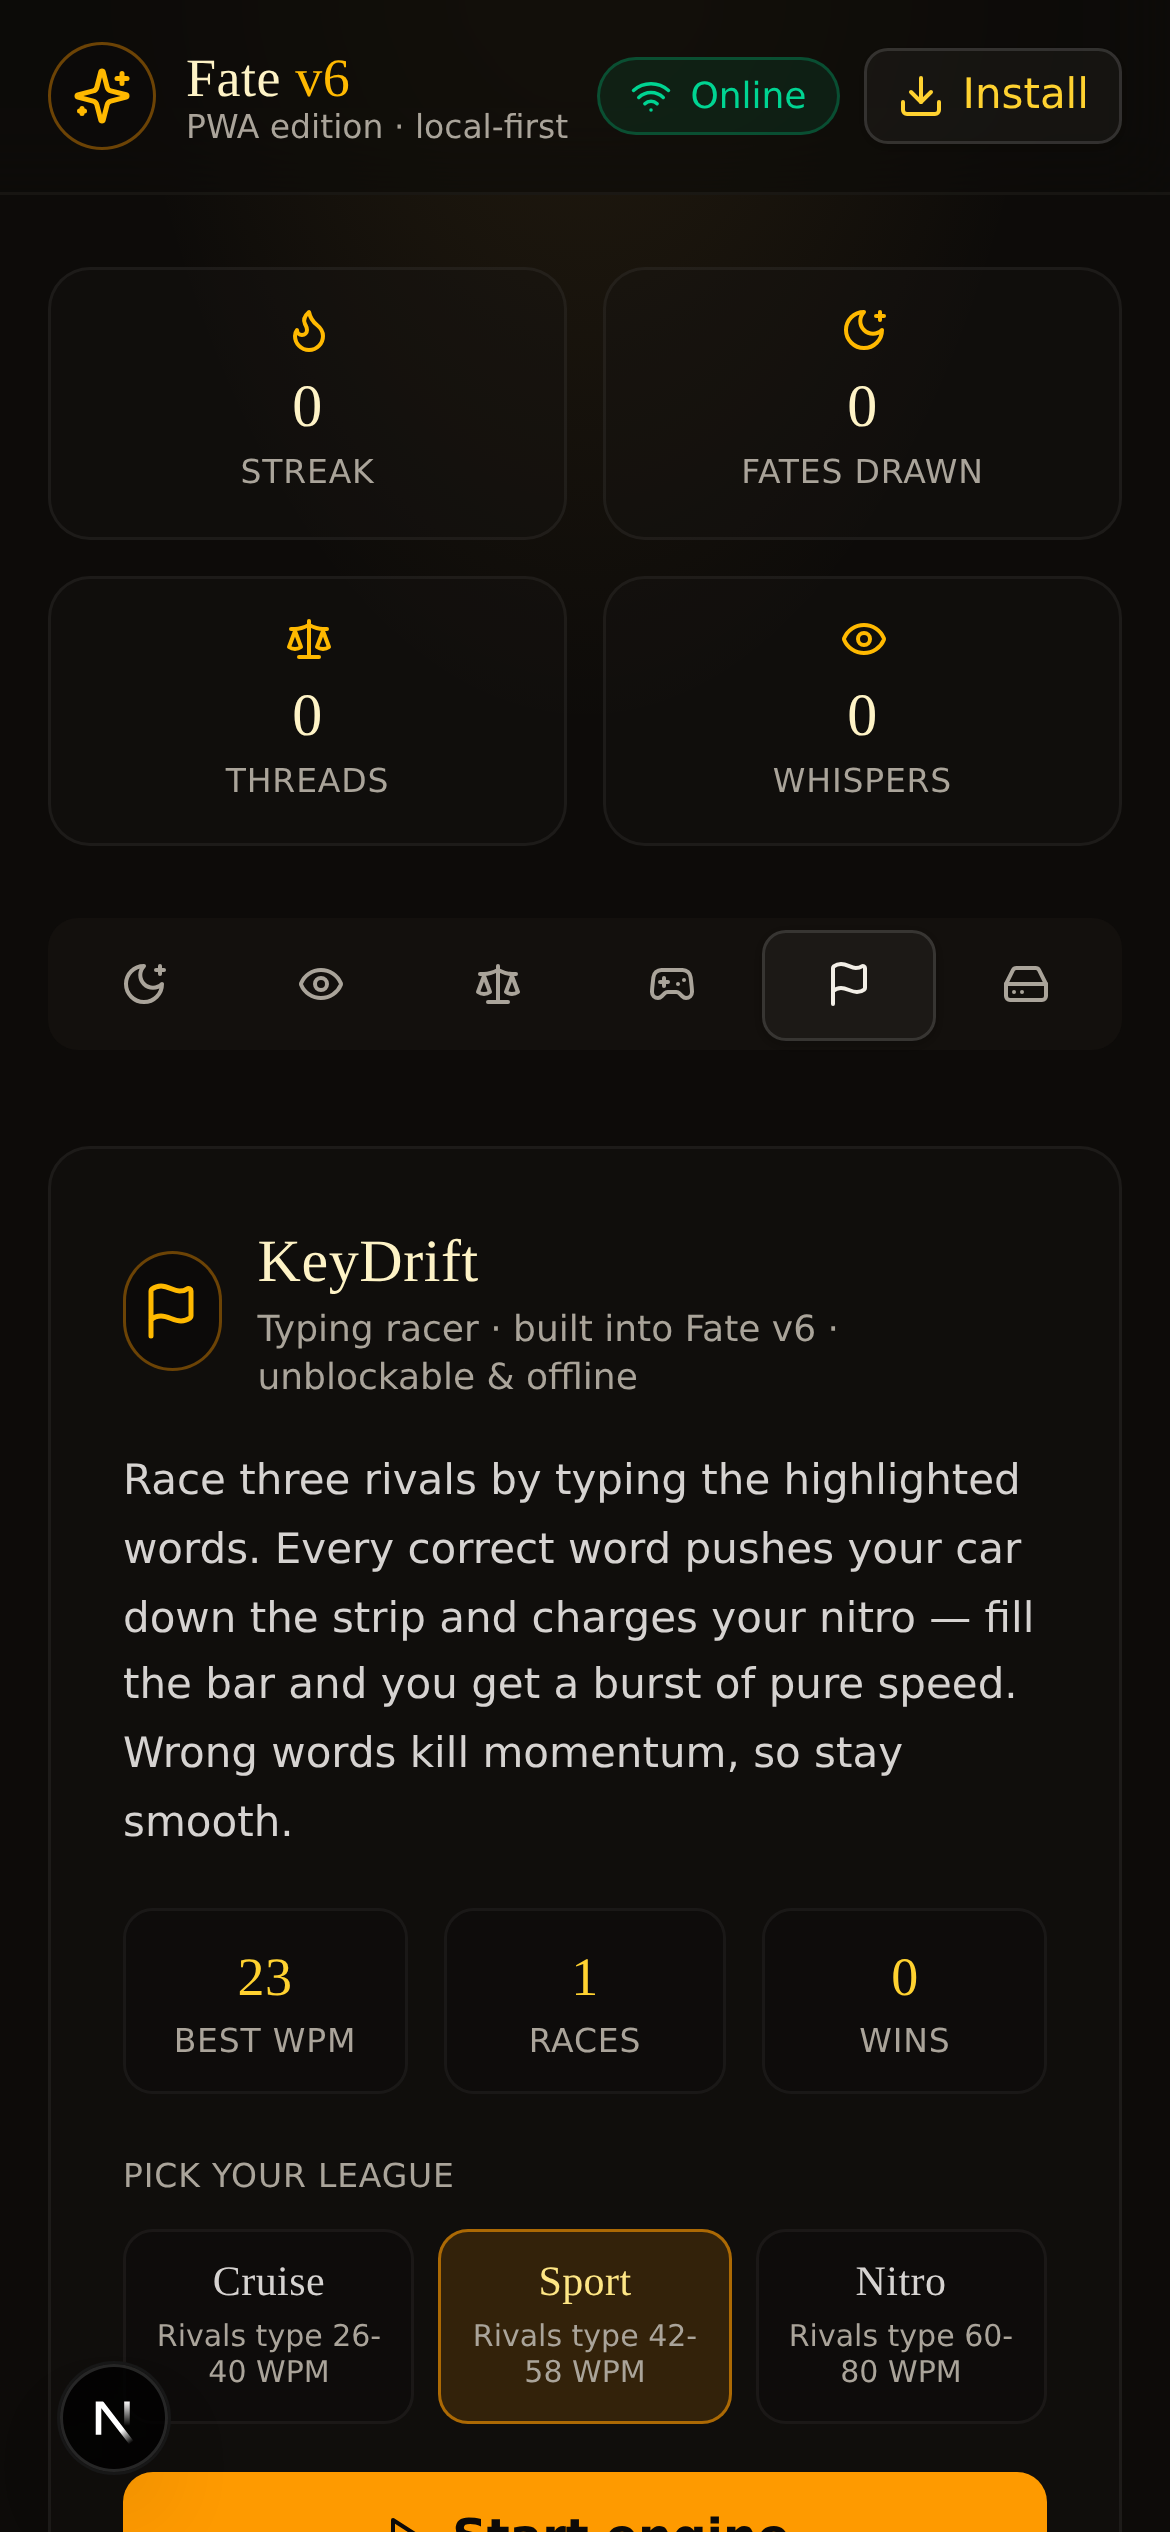 Fate v6
PWA edition · local-first
Online
Install
0
STREAK
0
FATES DRAWN
0
THREADS
0
WHISPERS
KeyDrift
Typing racer · built into Fate v6 ·
unblockable & offline
Race three rivals by typing the highlighted
words. Every correct word pushes your car
down the strip and charges your nitro — fill
the bar and you get a burst of pure speed.
Wrong words kill momentum, so stay
smooth.
23
BEST WPM
1
RACES
0
WINS
PICK YOUR LEAGUE
Cruise
Rivals type 26-
40 WPM
Sport
Rivals type 42-
58 WPM
Nitro
Rivals type 60-
80 WPM
N
Start engine